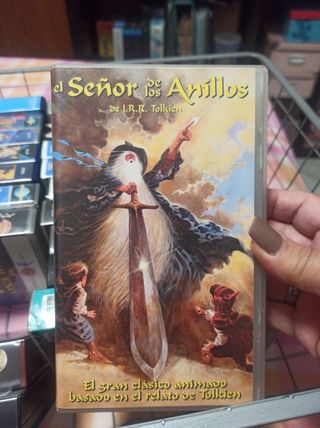 el Señor de los Anillos
de J.R.R. Tolkien
El gran clásico animado
basado en el relato de Tolkien